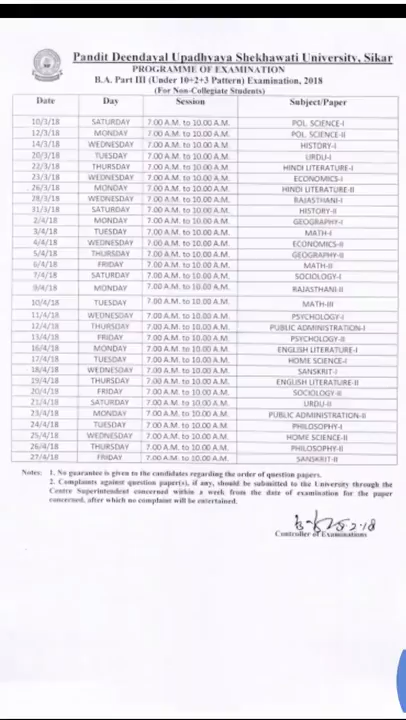 Pandit Deendayal Upadhyaya Shekhawati University, Sikar
PROGRAMME OF EXAMINATION
B.A. Part III (Under 10+2+3 Pattern) Examination, 2018
(For Non-Collegiate Students)
Date Day Session Subject/Paper
10/3/18 SATURDAY 7.00 A.M. to 10.00 A.M. POL. SCIENCE-I
12/3/18 MONDAY 7.00 A.M. to 10.00 A.M. POL. SCIENCE-II
14/3/18 WEDNESDAY 7.00 A.M. to 10.00 A.M. HISTORY-I
20/3/18 TUESDAY 7.00 A.M. to 10.00 A.M. URDU-I
22/3/18 THURSDAY 7.00 A.M. to 10.00 A.M. HINDI LITERATURE-I
23/3/18 WEDNESDAY 7.00 A.M. to 10.00 A.M. ECONOMICS-I
26/3/18 MONDAY 7.00 A.M. to 10.00 A.M. HINDI LITERATURE-II
28/3/18 WEDNESDAY 7.00 A.M. to 10.00 A.M. RAJASTHANI-I
31/3/18 SATURDAY 7.00 A.M. to 10.00 A.M. HISTORY-II
2/4/18 MONDAY 7.00 A.M. to 10.00 A.M. GEOGRAPHY-I
3/4/18 TUESDAY 7.00 A.M. to 10.00 A.M. MATH-I
4/4/18 WEDNESDAY 7.00 A.M. to 10.00 A.M. ECONOMICS-II
5/4/18 THURSDAY 7.00 A.M. to 10.00 A.M. GEOGRAPHY-II
6/4/18 FRIDAY 7.00 A.M. to 10.00 A.M. MATH-II
7/4/18 SATURDAY 7.00 A.M. to 10.00 A.M. SOCIOLOGY-I
9/4/18 MONDAY 7.00 A.M. to 10.00 A.M. RAJASTHANI-II
10/4/18 TUESDAY 7.00 A.M. to 10.00 A.M. MATH-III
11/4/18 WEDNESDAY 7.00 A.M. to 10.00 A.M. PSYCHOLOGY-I
12/4/18 THURSDAY 7.00 A.M. to 10.00 A.M. PUBLIC ADMINISTRATION-I
13/4/18 FRIDAY 7.00 A.M. to 10.00 A.M. PSYCHOLOGY-II
16/4/18 MONDAY 7.00 A.M. to 10.00 A.M. ENGLISH LITERATURE-I
17/4/18 TUESDAY 7.00 A.M. to 10.00 A.M. HOME SCIENCE-I
18/4/18 WEDNESDAY 7.00 A.M. to 10.00 A.M. SANSKRIT-I
19/4/18 THURSDAY 7.00 A.M. to 10.00 A.M. ENGLISH LITERATURE-II
20/4/18 FRIDAY 7.00 A.M. to 10.00 A.M. SOCIOLOGY-II
21/4/18 SATURDAY 7.00 A.M. to 10.00 A.M. URDU-II
23/4/18 MONDAY 7.00 A.M. to 10.00 A.M. PUBLIC ADMINISTRATION-II
24/4/18 TUESDAY 7.00 A.M. to 10.00 A.M. PHILOSOPHY-I
25/4/18 WEDNESDAY 7.00 A.M. to 10.00 A.M. HOME SCIENCE-II
26/4/18 THURSDAY 7.00 A.M. to 10.00 A.M. PHILOSOPHY-II
27/4/18 FRIDAY 7.00 A.M. to 10.00 A.M. SANSKRIT-II
Notes: 1. No guarantee is given to the candidates regarding the order of question papers.
2. Complaints against question paper(s), if any, should be submitted to the University through the
Centre Superintendent concerned within a week from the date of examination for the paper
concerned, after which no complaint will be entertained.
Controller of Examinations